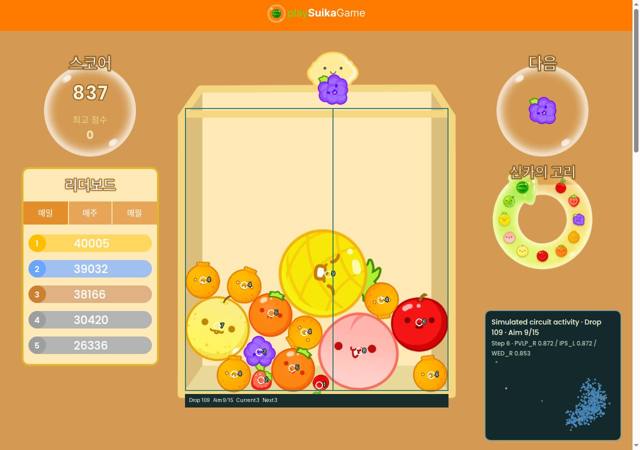 playSuikaGame
스코어
837
최고 점수
0
리더보드
매일 매주 매월
1 40005
2 39032
3 38166
4 30420
5 26336
다음
신카의 고리
Simulated circuit activity · Drop
109 · Aim 9/15
Step 6 · PVLP_R 0.872 / IPS_L 0.872 /
WED_R 0.853
Drop 109 Aim 9/15 Current 3 Next 3